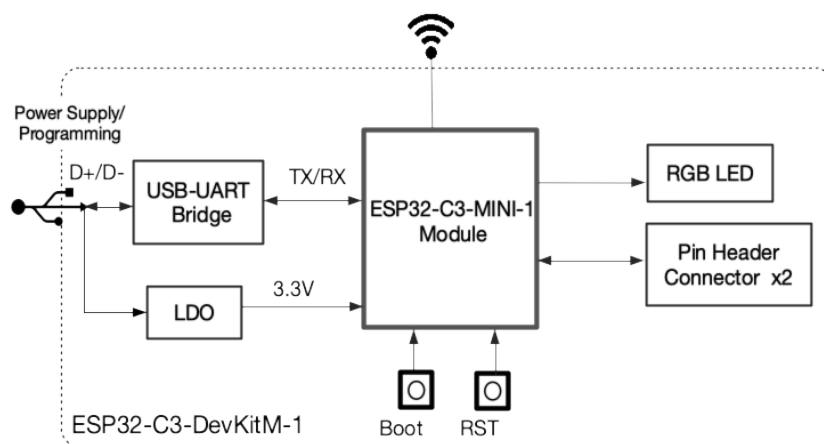 Power Supply/
Programming
D+/D-
USB-UART
Bridge
TX/RX
ESP32-C3-MINI-1
Module
RGB LED
Pin Header
Connector x2
LDO
3.3V
Boot
RST
ESP32-C3-DevKitM-1